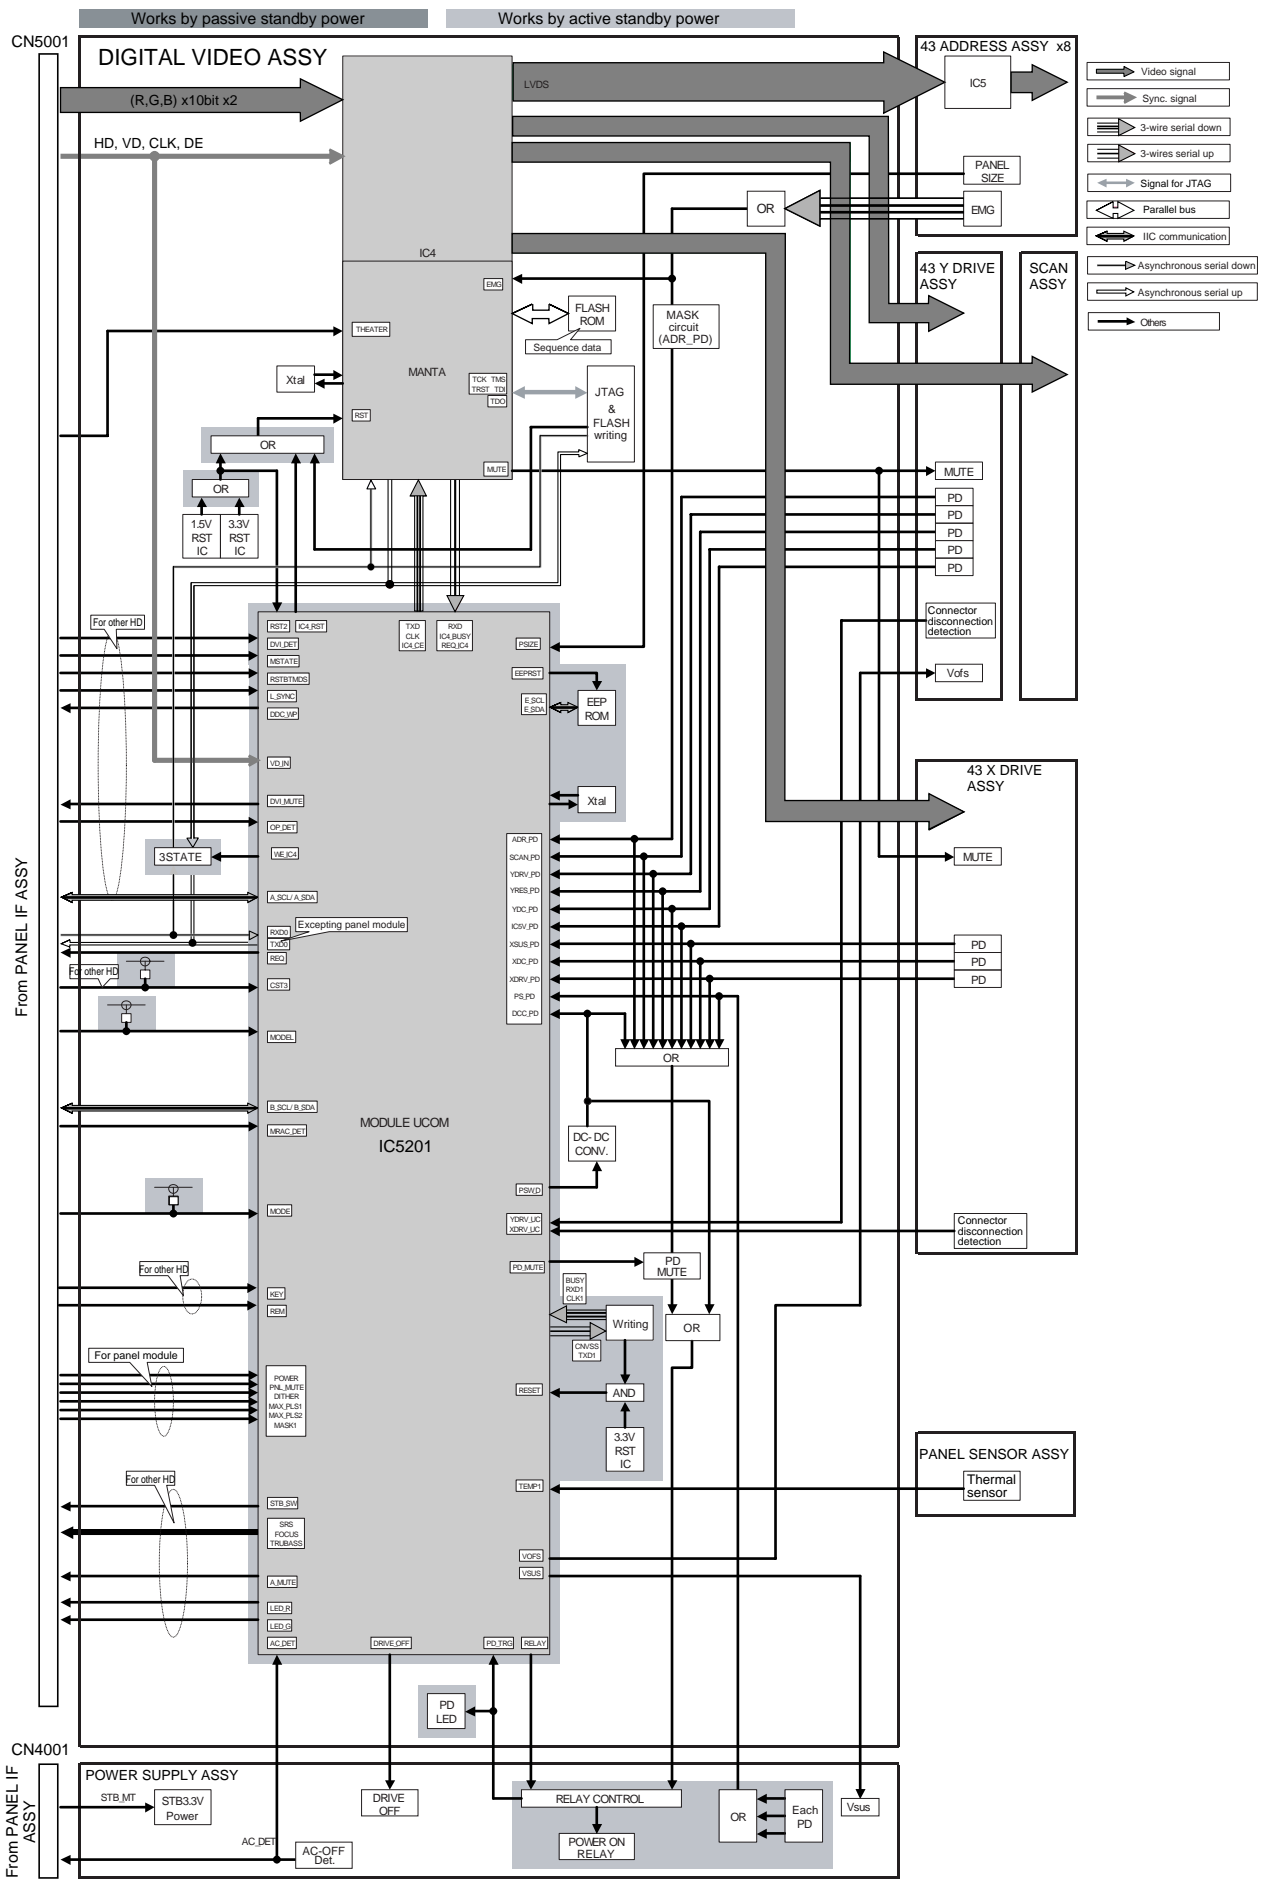 Works by passive standby power
Works by active standby power
CN5001
DIGITAL VIDEO ASSY
43 ADDRESS ASSY x8
(R,G,B) x10bit x2
LVDS
IC5
Video signal
Sync. signal
3-wire serial down
3-wires serial up
Signal for JTAG
Parallel bus
IIC communication
Asynchronous serial down
Asynchronous serial up
Others
HD, VD, CLK, DE
PANEL
SIZE
OR
EMG
IC4
43 Y DRIVE
ASSY
SCAN
ASSY
EMG
FLASH
ROM
Sequence data
MASK
circuit
(ADR_PD)
THEATER
MANTA
Xtal
TCK TMS
TRST TDI
TDO
JTAG
&
FLASH
writing
RST
OR
MUTE
MUTE
OR
1.5V
RST
IC
3.3V
RST
IC
PD
PD
PD
PD
PD
Connector
disconnection
detection
Vofs
For other HD
RST2
IC4_RST
TXD
CLK
IC4_CE
RXD
IC4_BUSY
REQ_IC4
DVI_DET
MSTATE
RSTBTMDS
L_SYNC
DDC_WP
PSIZE
EEPRST
E_SCL
E_SDA
EEP
ROM
VD_IN
DVI_MUTE
OP_DET
Xtal
43 X DRIVE
ASSY
3STATE
WE_IC4
A_SCL/ A_SDA
MUTE
ADR_PD
SCAN_PD
YDRV_PD
YRES_PD
YDC_PD
IC5V_PD
XSUS_PD
XDC_PD
XDRV_PD
PS_PD
DCC_PD
From PANEL IF ASSY
RXD0
TXD0
REQ
Excepting panel module
For other HD
CST3
MODEL
PD
PD
PD
OR
B_SCL/ B_SDA
MRAC_DET
MODULE UCOM
IC5201
DC- DC
CONV.
PSW_D
MODE
YDRV_UC
XDRV_UC
Connector
disconnection
detection
For other HD
PD_MUTE
PD
MUTE
KEY
REM
BUSY
RXD1
CLK1
Writing
OR
CNVSS
TXD1
For panel module
POWER
PNL_MUTE
DITHER
MAX_PLS1
MAX_PLS2
MASK1
RESET
AND
3.3V
RST
IC
PANEL SENSOR ASSY
Thermal
sensor
For other HD
TEMP1
STB_SW
SRS
FOCUS
TRUBASS
VOFS
VSUS
A_MUTE
LED_R
LED_G
AC_DET
DRIVE_OFF
PD_TRG
RELAY
PD
LED
CN4001
From PANEL IF
ASSY
POWER SUPPLY ASSY
STB_MT
STB3.3V
Power
DRIVE
OFF
RELAY CONTROL
POWER ON
RELAY
OR
Each
PD
Vsus
AC_DET
AC-OFF
Det.